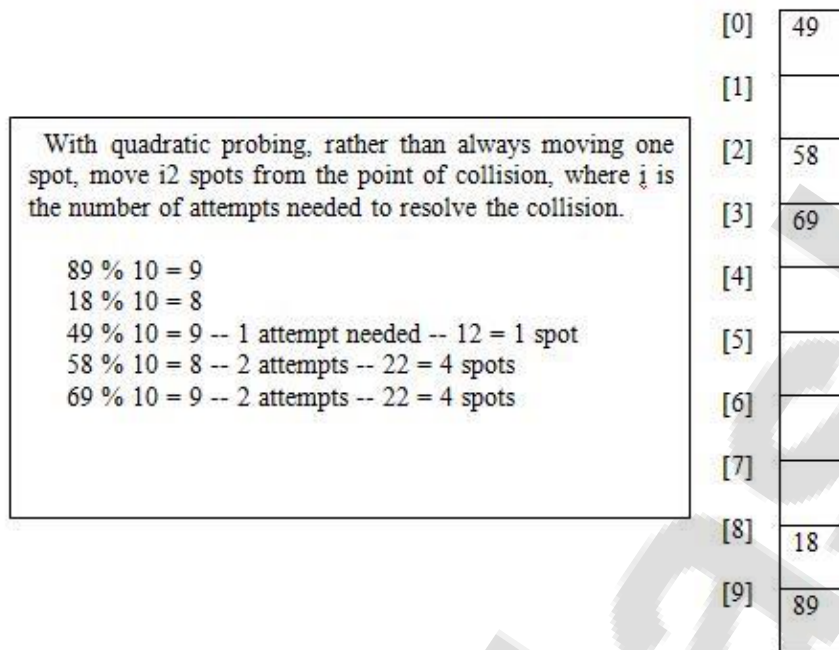 With quadratic probing, rather than always moving one
spot, move i2 spots from the point of collision, where i is
the number of attempts needed to resolve the collision.
89 % 10 = 9
18 % 10 = 8
49 % 10 = 9 -- 1 attempt needed -- 12 = 1 spot
58 % 10 = 8 -- 2 attempts -- 22 = 4 spots
69 % 10 = 9 -- 2 attempts -- 22 = 4 spots
[0] 49
[1]
[2] 58
[3] 69
[4]
[5]
[6]
[7]
[8] 18
[9] 89